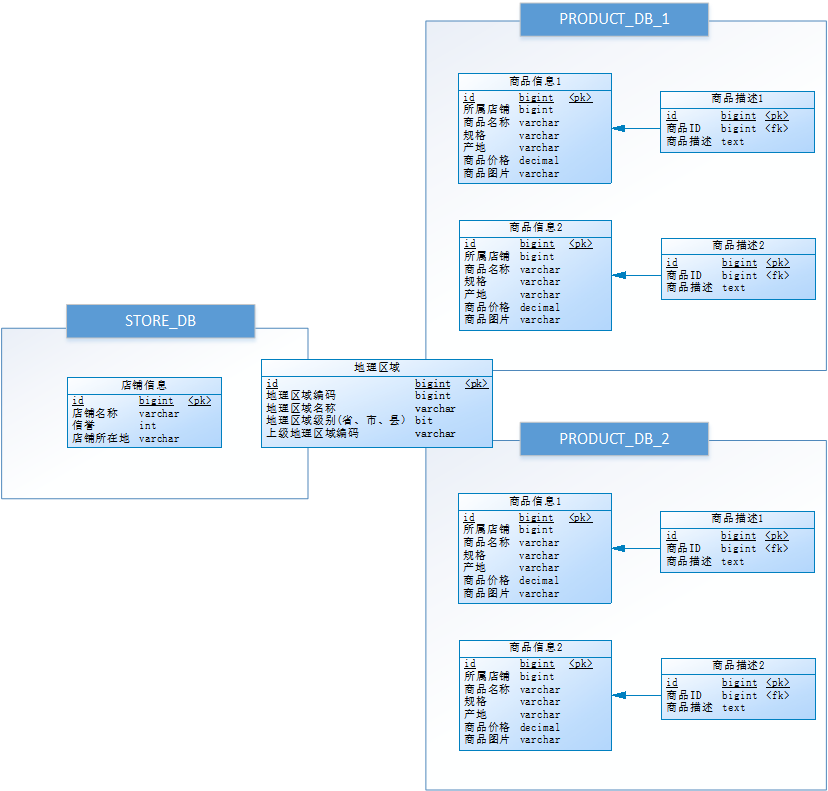 PRODUCT_DB_1
商品信息1
id bigint <pk>
所属店铺 bigint
商品名称 varchar
规格 varchar
产地 varchar
商品价格 decimal
商品图片 varchar
商品描述1
id bigint <pk>
商品ID bigint <fk>
商品描述 text
商品信息2
id bigint <pk>
所属店铺 bigint
商品名称 varchar
规格 varchar
产地 varchar
商品价格 decimal
商品图片 varchar
商品描述2
id bigint <pk>
商品ID bigint <fk>
商品描述 text
STORE_DB
店铺信息
id bigint <pk>
店铺名称 varchar
信誉 int
店铺所在地 varchar
地理区域
id bigint <pk>
地理区域编码 bigint
地理区域名称 varchar
地理区域级别(省、市、县) bit
上级地理区域编码 varchar
PRODUCT_DB_2
商品信息1
id bigint <pk>
所属店铺 bigint
商品名称 varchar
规格 varchar
产地 varchar
商品价格 decimal
商品图片 varchar
商品描述1
id bigint <pk>
商品ID bigint <fk>
商品描述 text
商品信息2
id bigint <pk>
所属店铺 bigint
商品名称 varchar
规格 varchar
产地 varchar
商品价格 decimal
商品图片 varchar
商品描述2
id bigint <pk>
商品ID bigint <fk>
商品描述 text